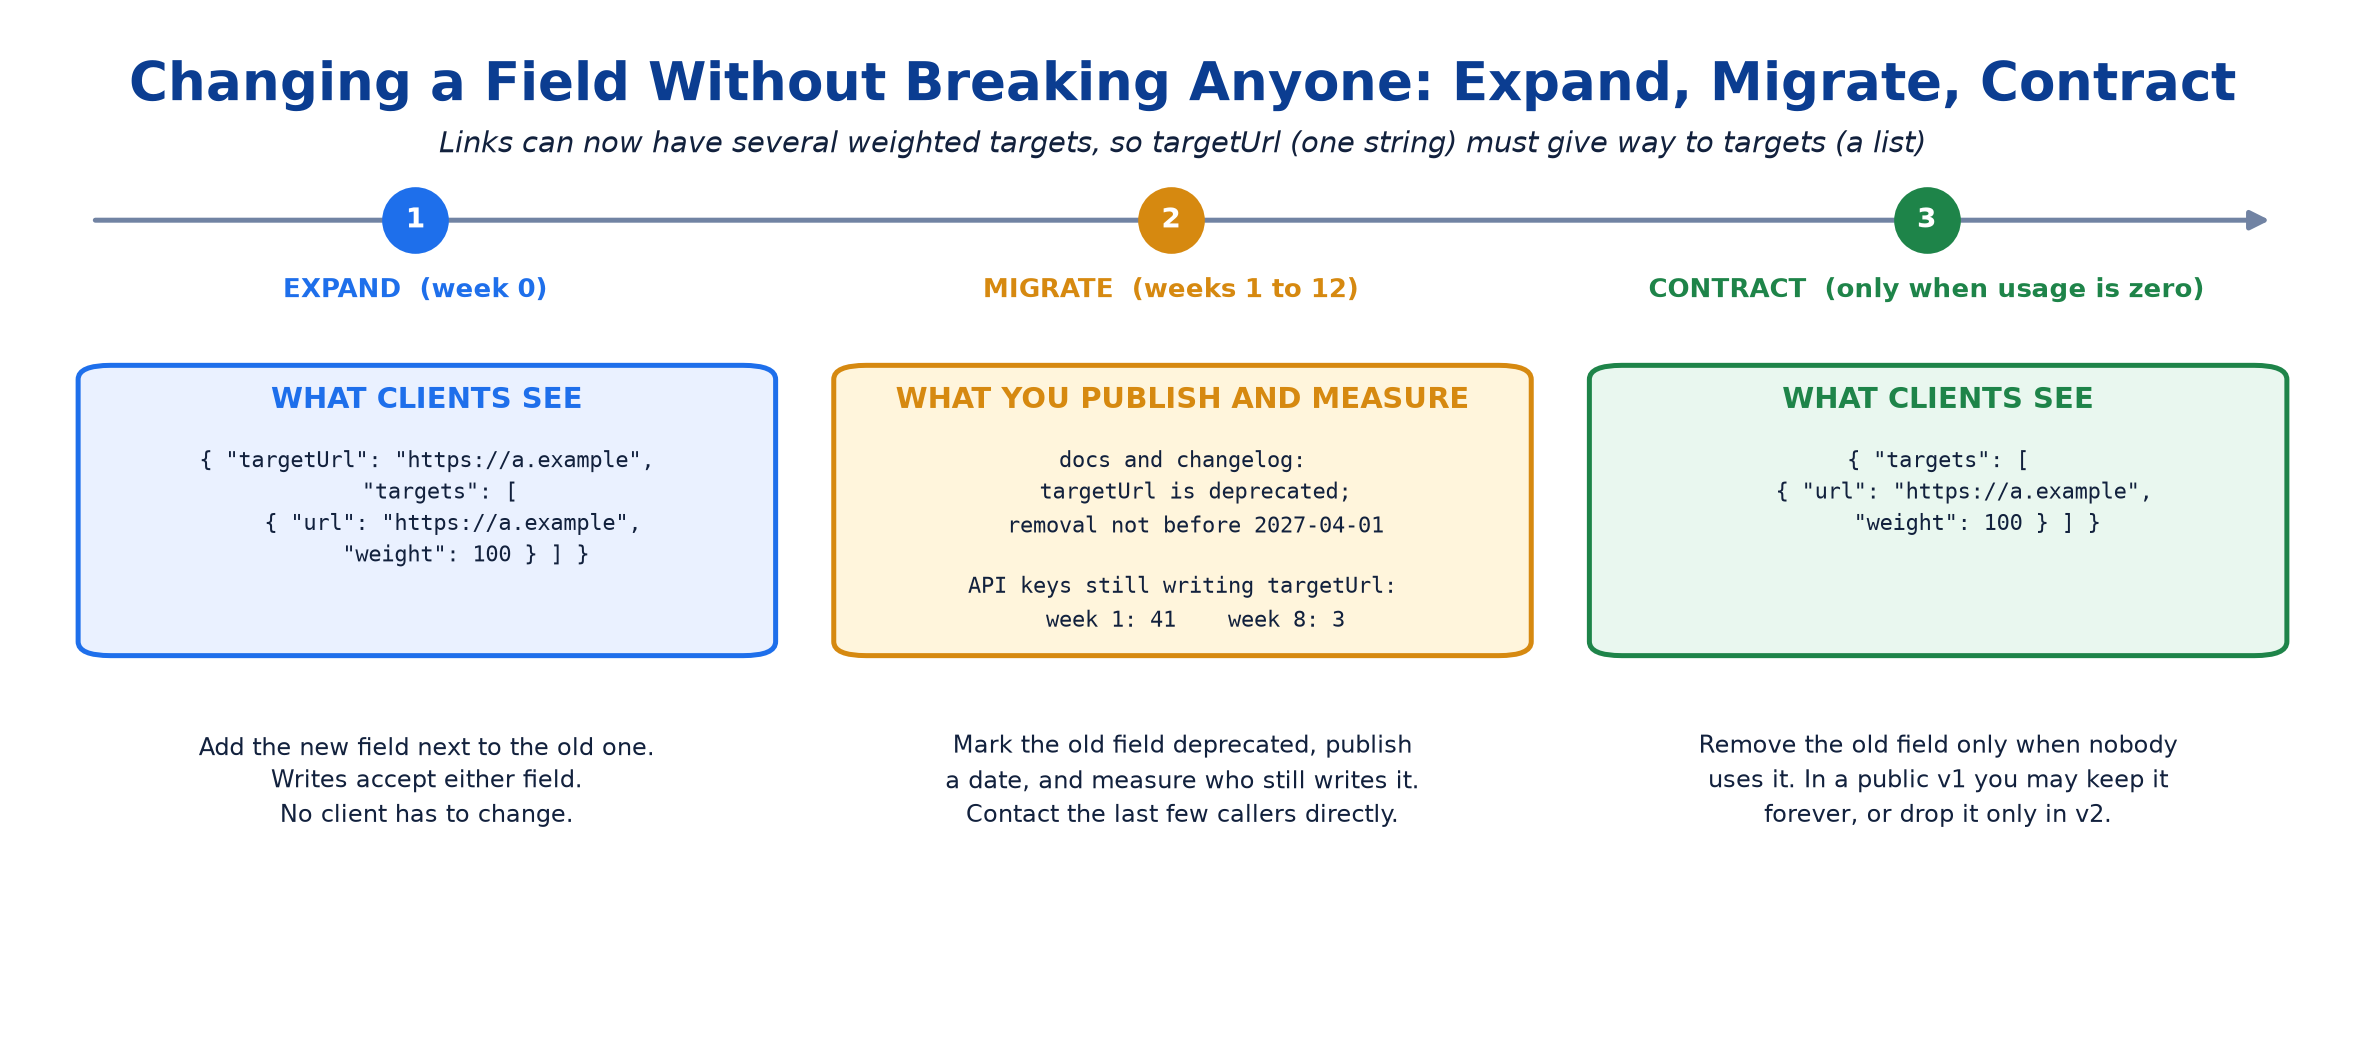 Changing a Field Without Breaking Anyone: Expand, Migrate, Contract
Links can now have several weighted targets, so targetUrl (one string) must give way to targets (a list)
1
2
3
EXPAND (week 0)
MIGRATE (weeks 1 to 12)
CONTRACT (only when usage is zero)
WHAT CLIENTS SEE
{ "targetUrl": "https://a.example",
"targets": [
{ "url": "https://a.example",
"weight": 100 } ] }
Add the new field next to the old one.
Writes accept either field.
No client has to change.
WHAT YOU PUBLISH AND MEASURE
docs and changelog:
targetUrl is deprecated;
removal not before 2027-04-01
API keys still writing targetUrl:
week 1: 41    week 8: 3
Mark the old field deprecated, publish
a date, and measure who still writes it.
Contact the last few callers directly.
WHAT CLIENTS SEE
{ "targets": [
{ "url": "https://a.example",
"weight": 100 } ] }
Remove the old field only when nobody
uses it. In a public v1 you may keep it
forever, or drop it only in v2.